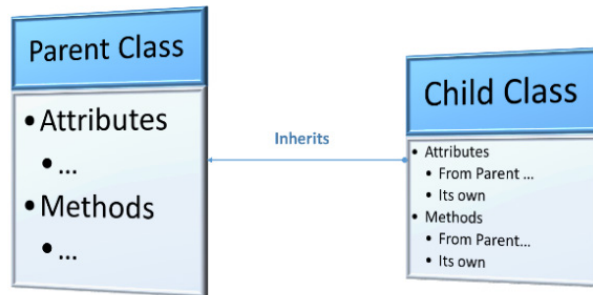 Parent Class
• Attributes
• ...
• Methods
• ...
Inherits
Child Class
• Attributes
• From Parent ...
• Its own
• Methods
• From Parent...
• Its own